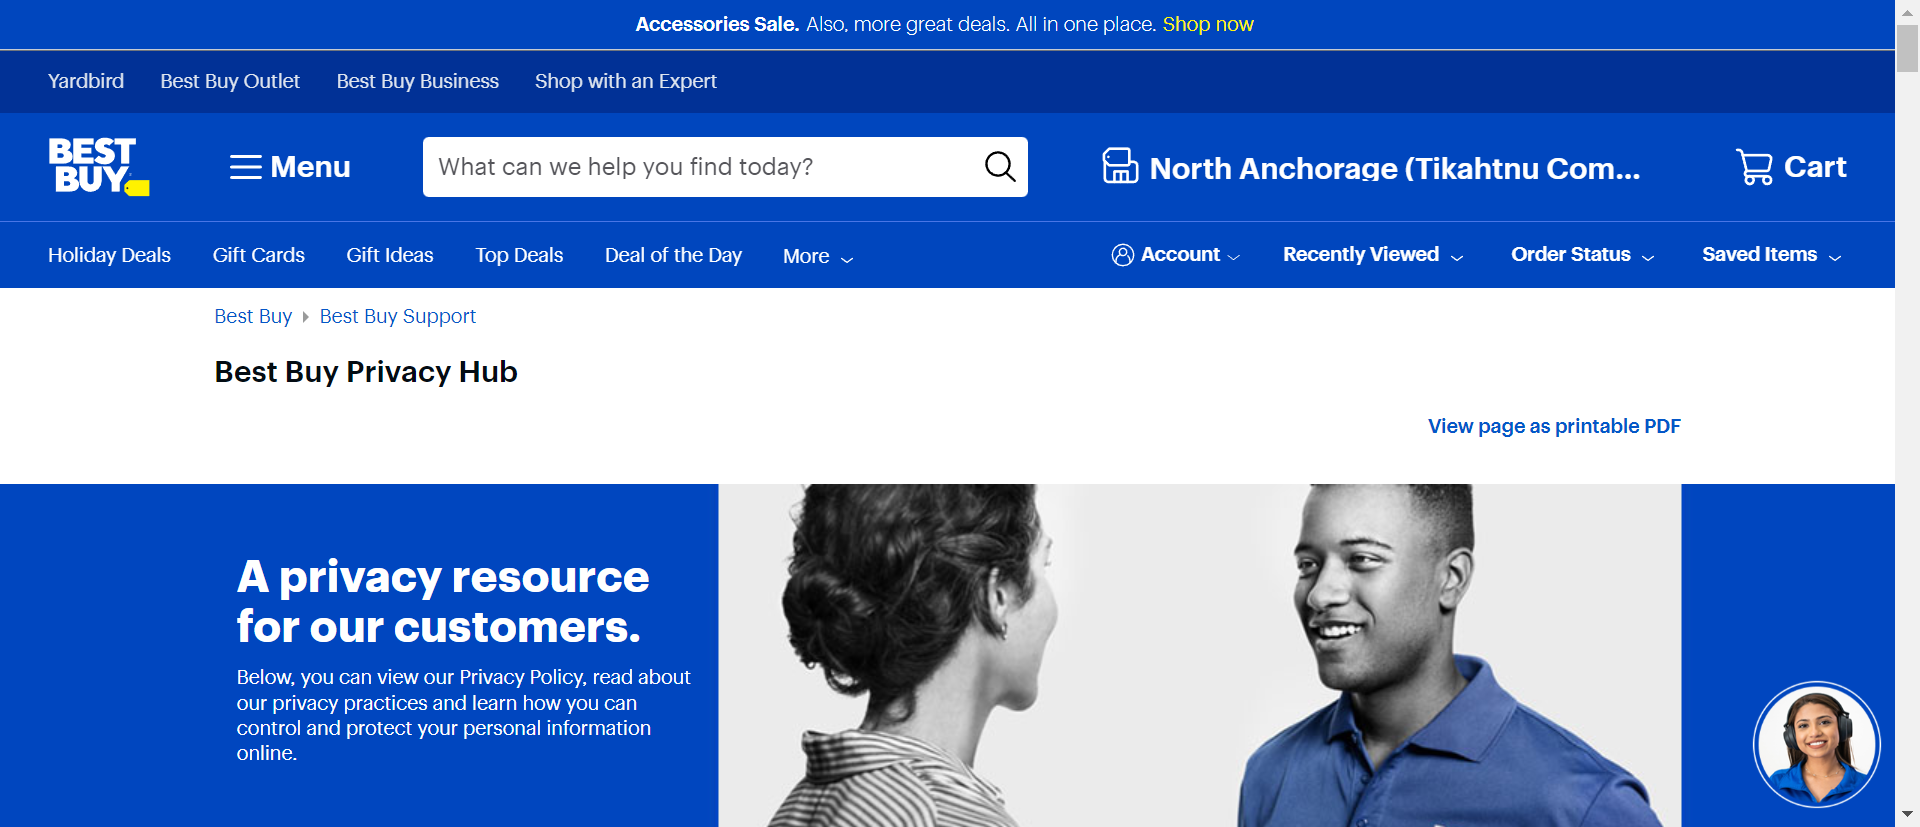 Accessories Sale. Also, more great deals. All in one place. Shop now
Yardbird Best Buy Outlet Best Buy Business Shop with an Expert
BEST
BUY
Menu
What can we help you find today?
North Anchorage (Tikahtnu Com...
Cart
Holiday Deals Gift Cards Gift Ideas Top Deals Deal of the Day More
Account Recently Viewed Order Status Saved Items
Best Buy Best Buy Support
Best Buy Privacy Hub
View page as printable PDF
A privacy resource
for our customers.
Below, you can view our Privacy Policy, read about
our privacy practices and learn how you can
control and protect your personal information
online.